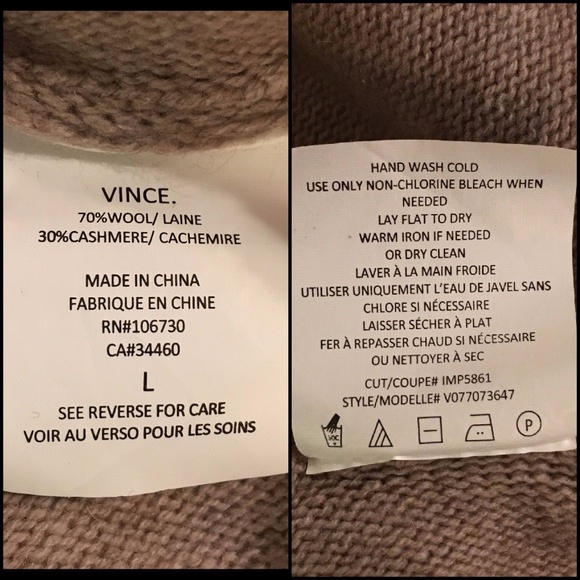 VINCE.
70%WOOL/ LAINE
30%CASHMERE/ CACHEMIRE
MADE IN CHINA
FABRIQUE EN CHINE
RN#106730
CA#34460
L
SEE REVERSE FOR CARE
VOIR AU VERSO POUR LES SOINS
HAND WASH COLD
USE ONLY NON-CHLORINE BLEACH WHEN
NEEDED
LAY FLAT TO DRY
WARM IRON IF NEEDED
OR DRY CLEAN
LAVER À LA MAIN FROIDE
UTILISER UNIQUEMENT L'EAU DE JAVEL SANS
CHLORE SI NÉCESSAIRE
LAISSER SÉCHER À PLAT
FER À REPASSER CHAUD SI NÉCESSAIRE
OU NETTOYER À SEC
CUT/COUPE# IMP5861
STYLE/MODELLE# V077073647
P